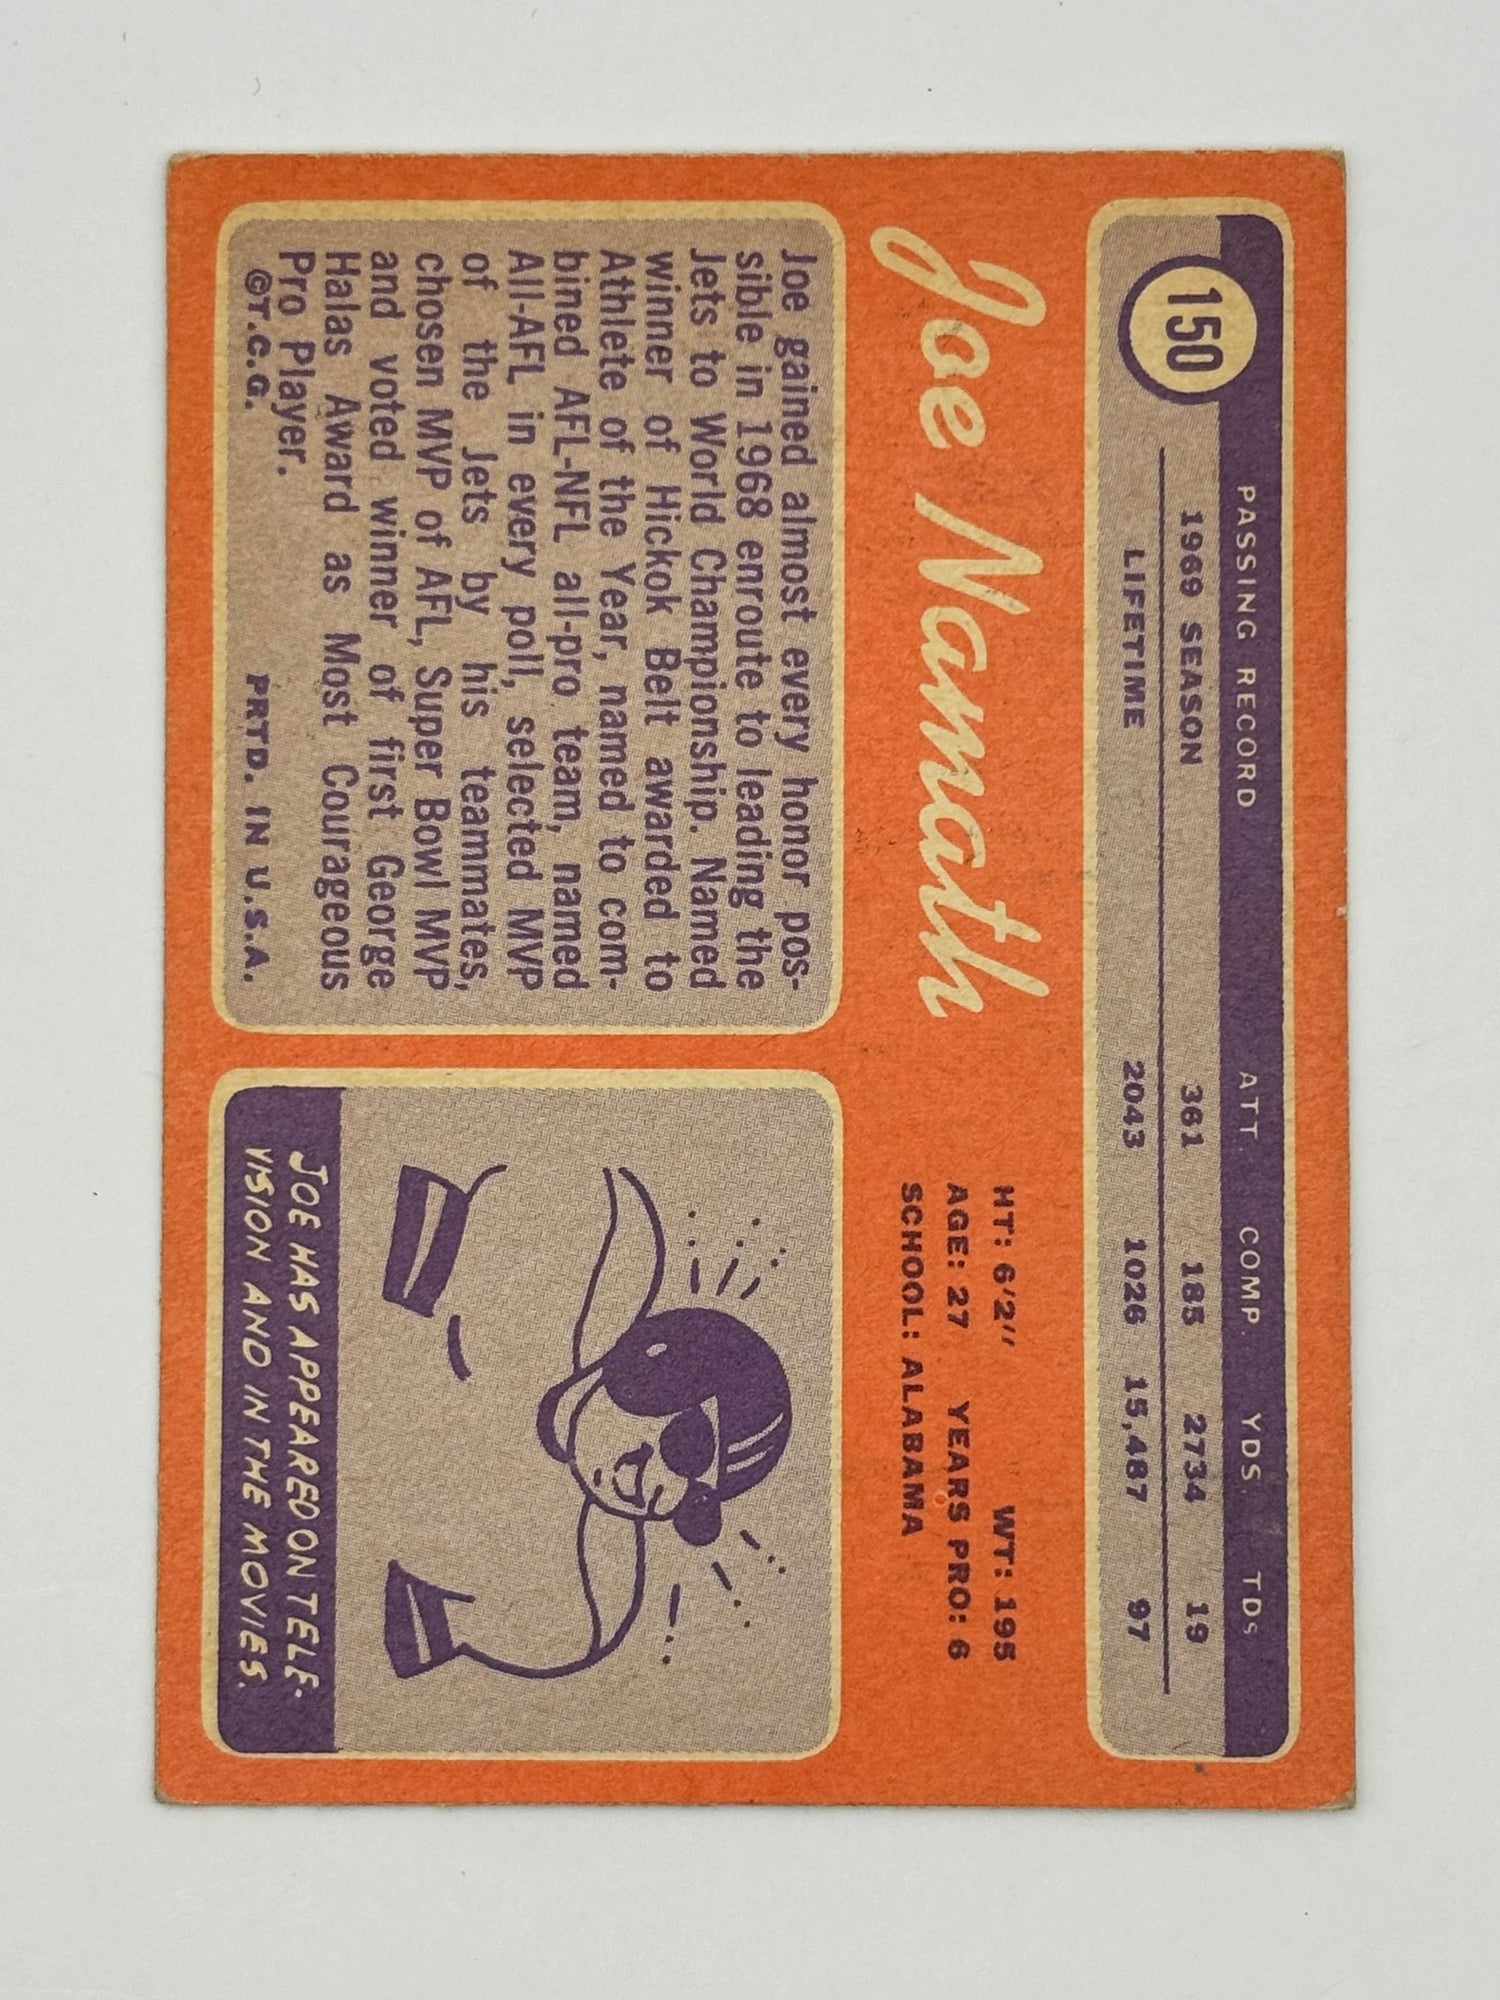 150
PASSING RECORD ATT. COMP. YDS. TDs
1969 SEASON 361 185 2734 19
LIFETIME 2043 1026 15,487 97
Joe Namath
HT: 6'2" WT: 195
AGE: 27 YEARS PRO: 6
SCHOOL: ALABAMA
Joe gained almost every honor pos-
sible in 1968 enroute to leading the
Jets to World Championship. Named
winner of Hickok Belt awarded to
Athlete of the Year, named to com-
bined AFL-NFL all-pro team, named
All-AFL in every poll, selected MVP
of the Jets by his teammates,
chosen MVP of AFL, Super Bowl MVP
and voted winner of first George
Halas Award as Most Courageous
Pro Player.
©T.C.G. PRTD. IN U.S.A.
JOE HAS APPEARED ON TELE-
VISION AND IN THE MOVIES.